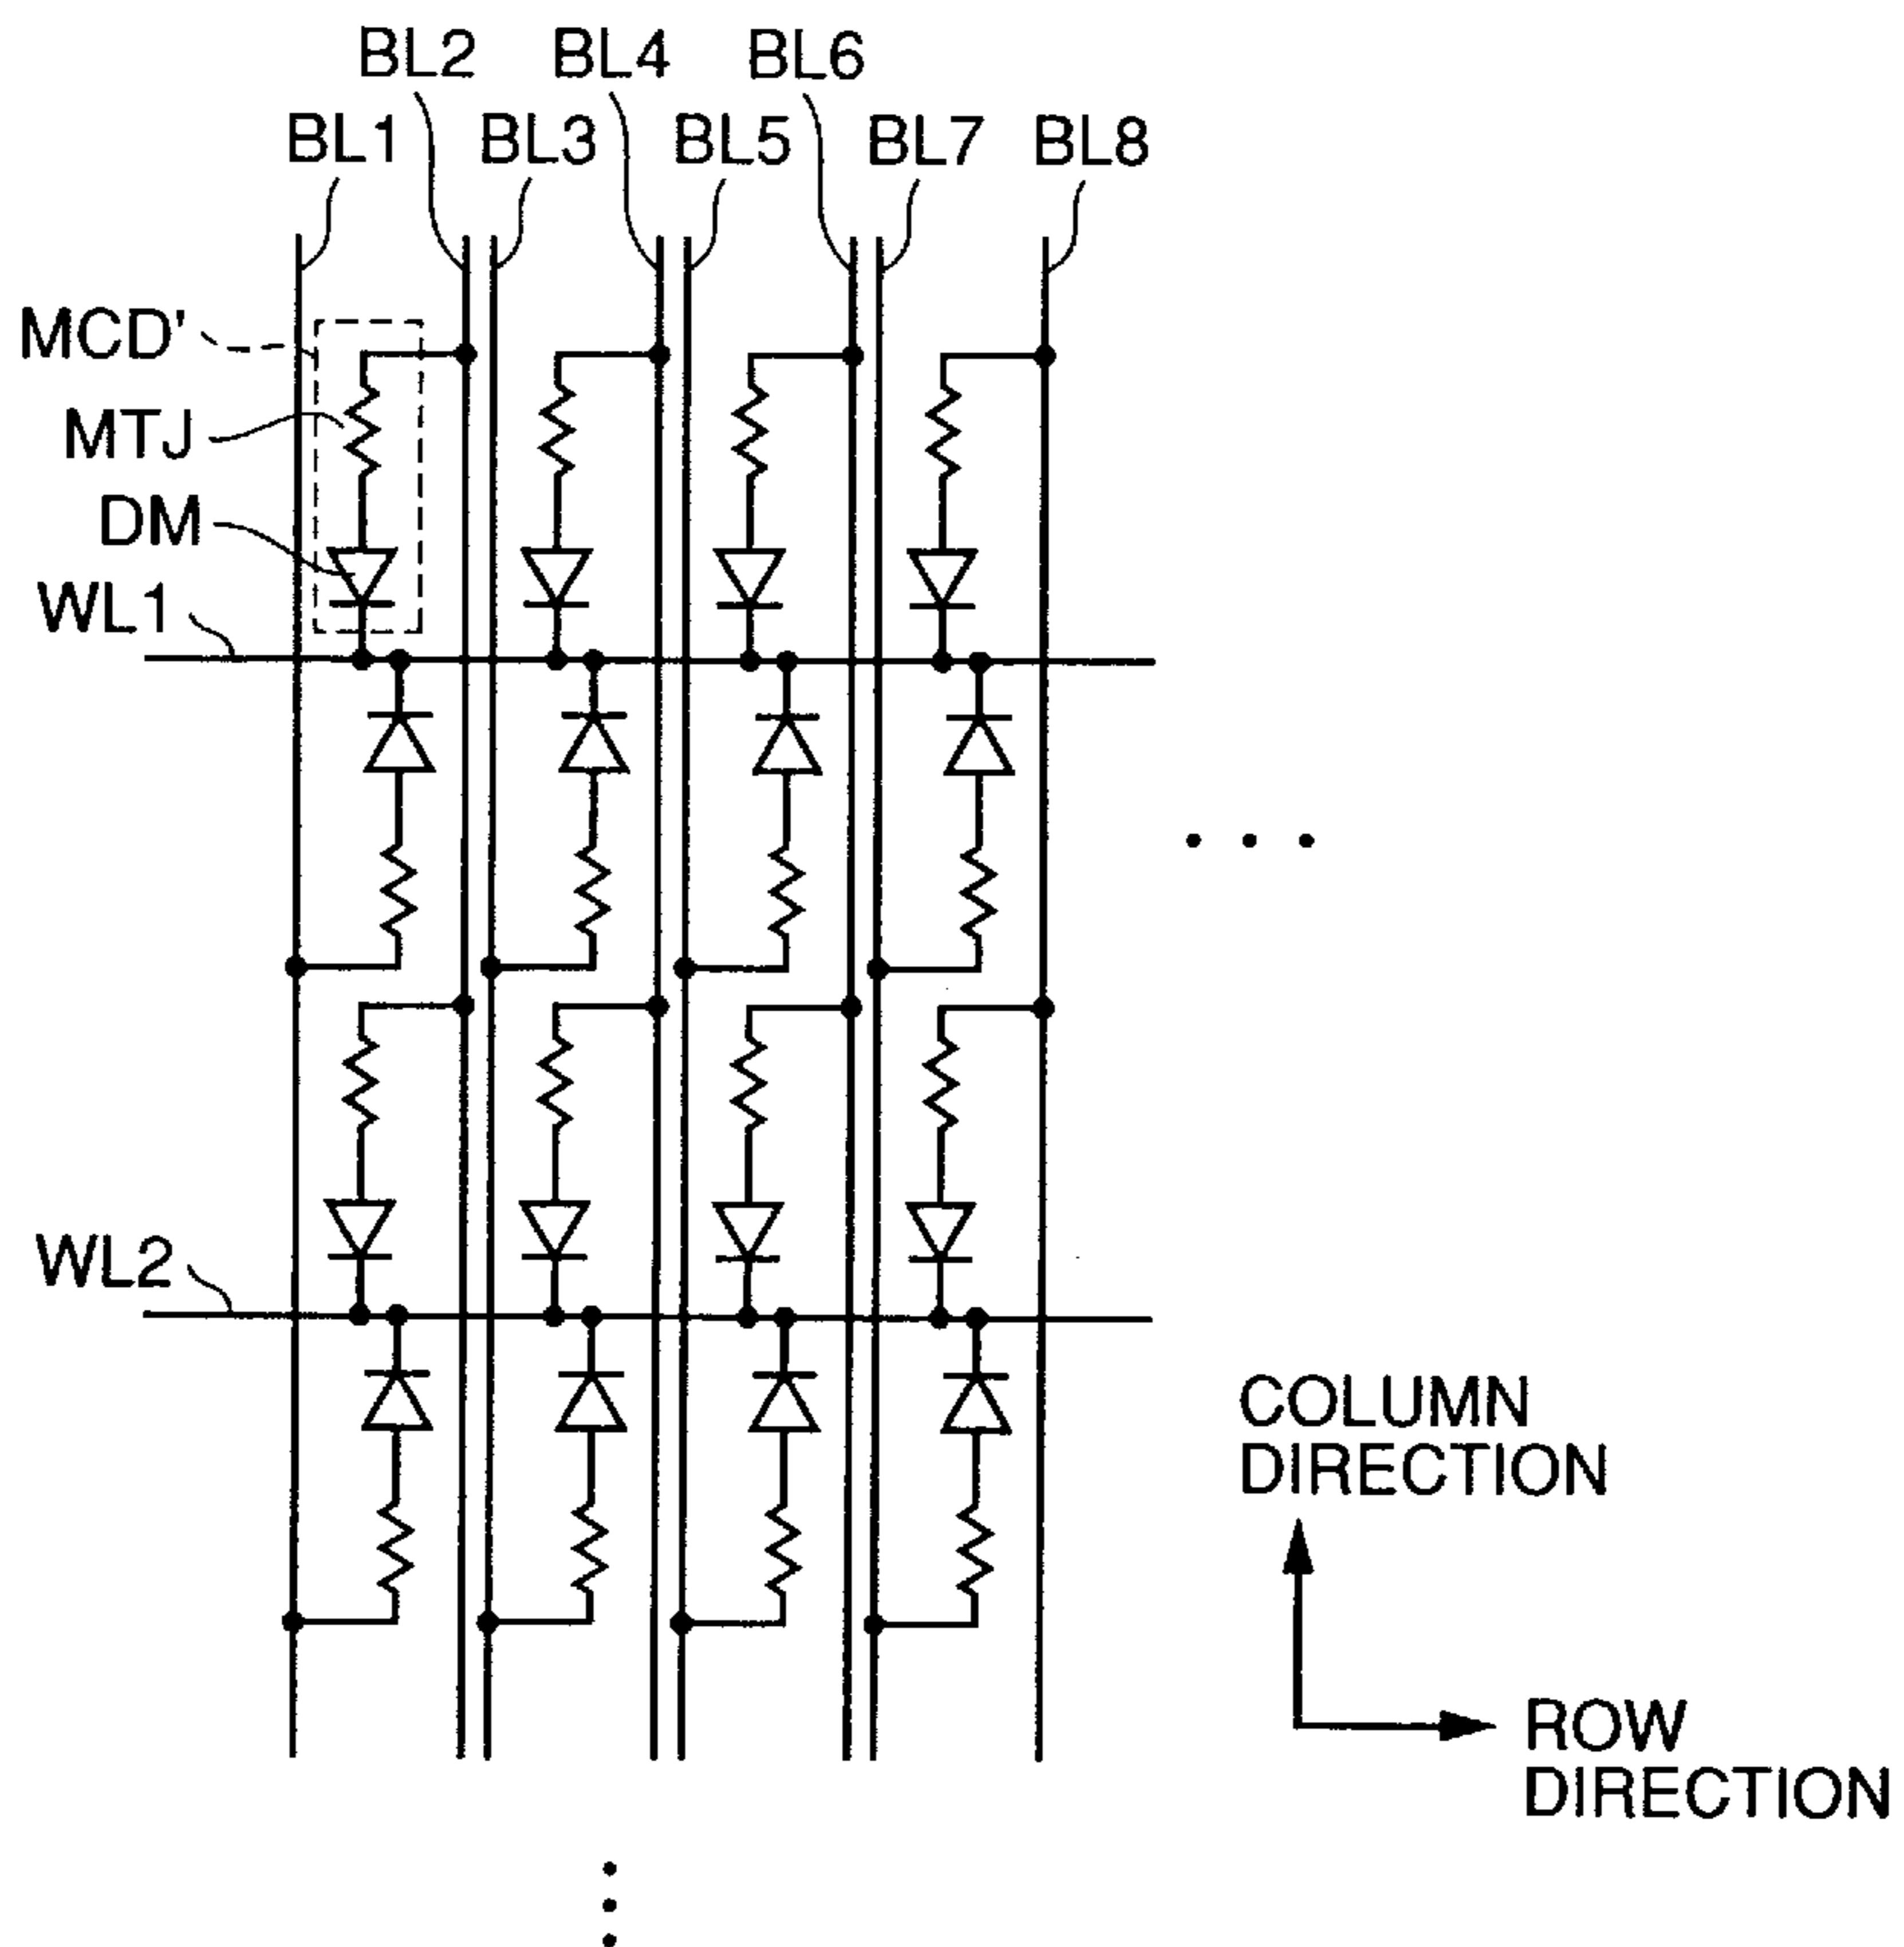 BL2 BL4 BL6
BL1 BL3 BL5 BL7 BL8
MCD'
MTJ
DM
WL1
WL2
COLUMN
DIRECTION
ROW
DIRECTION